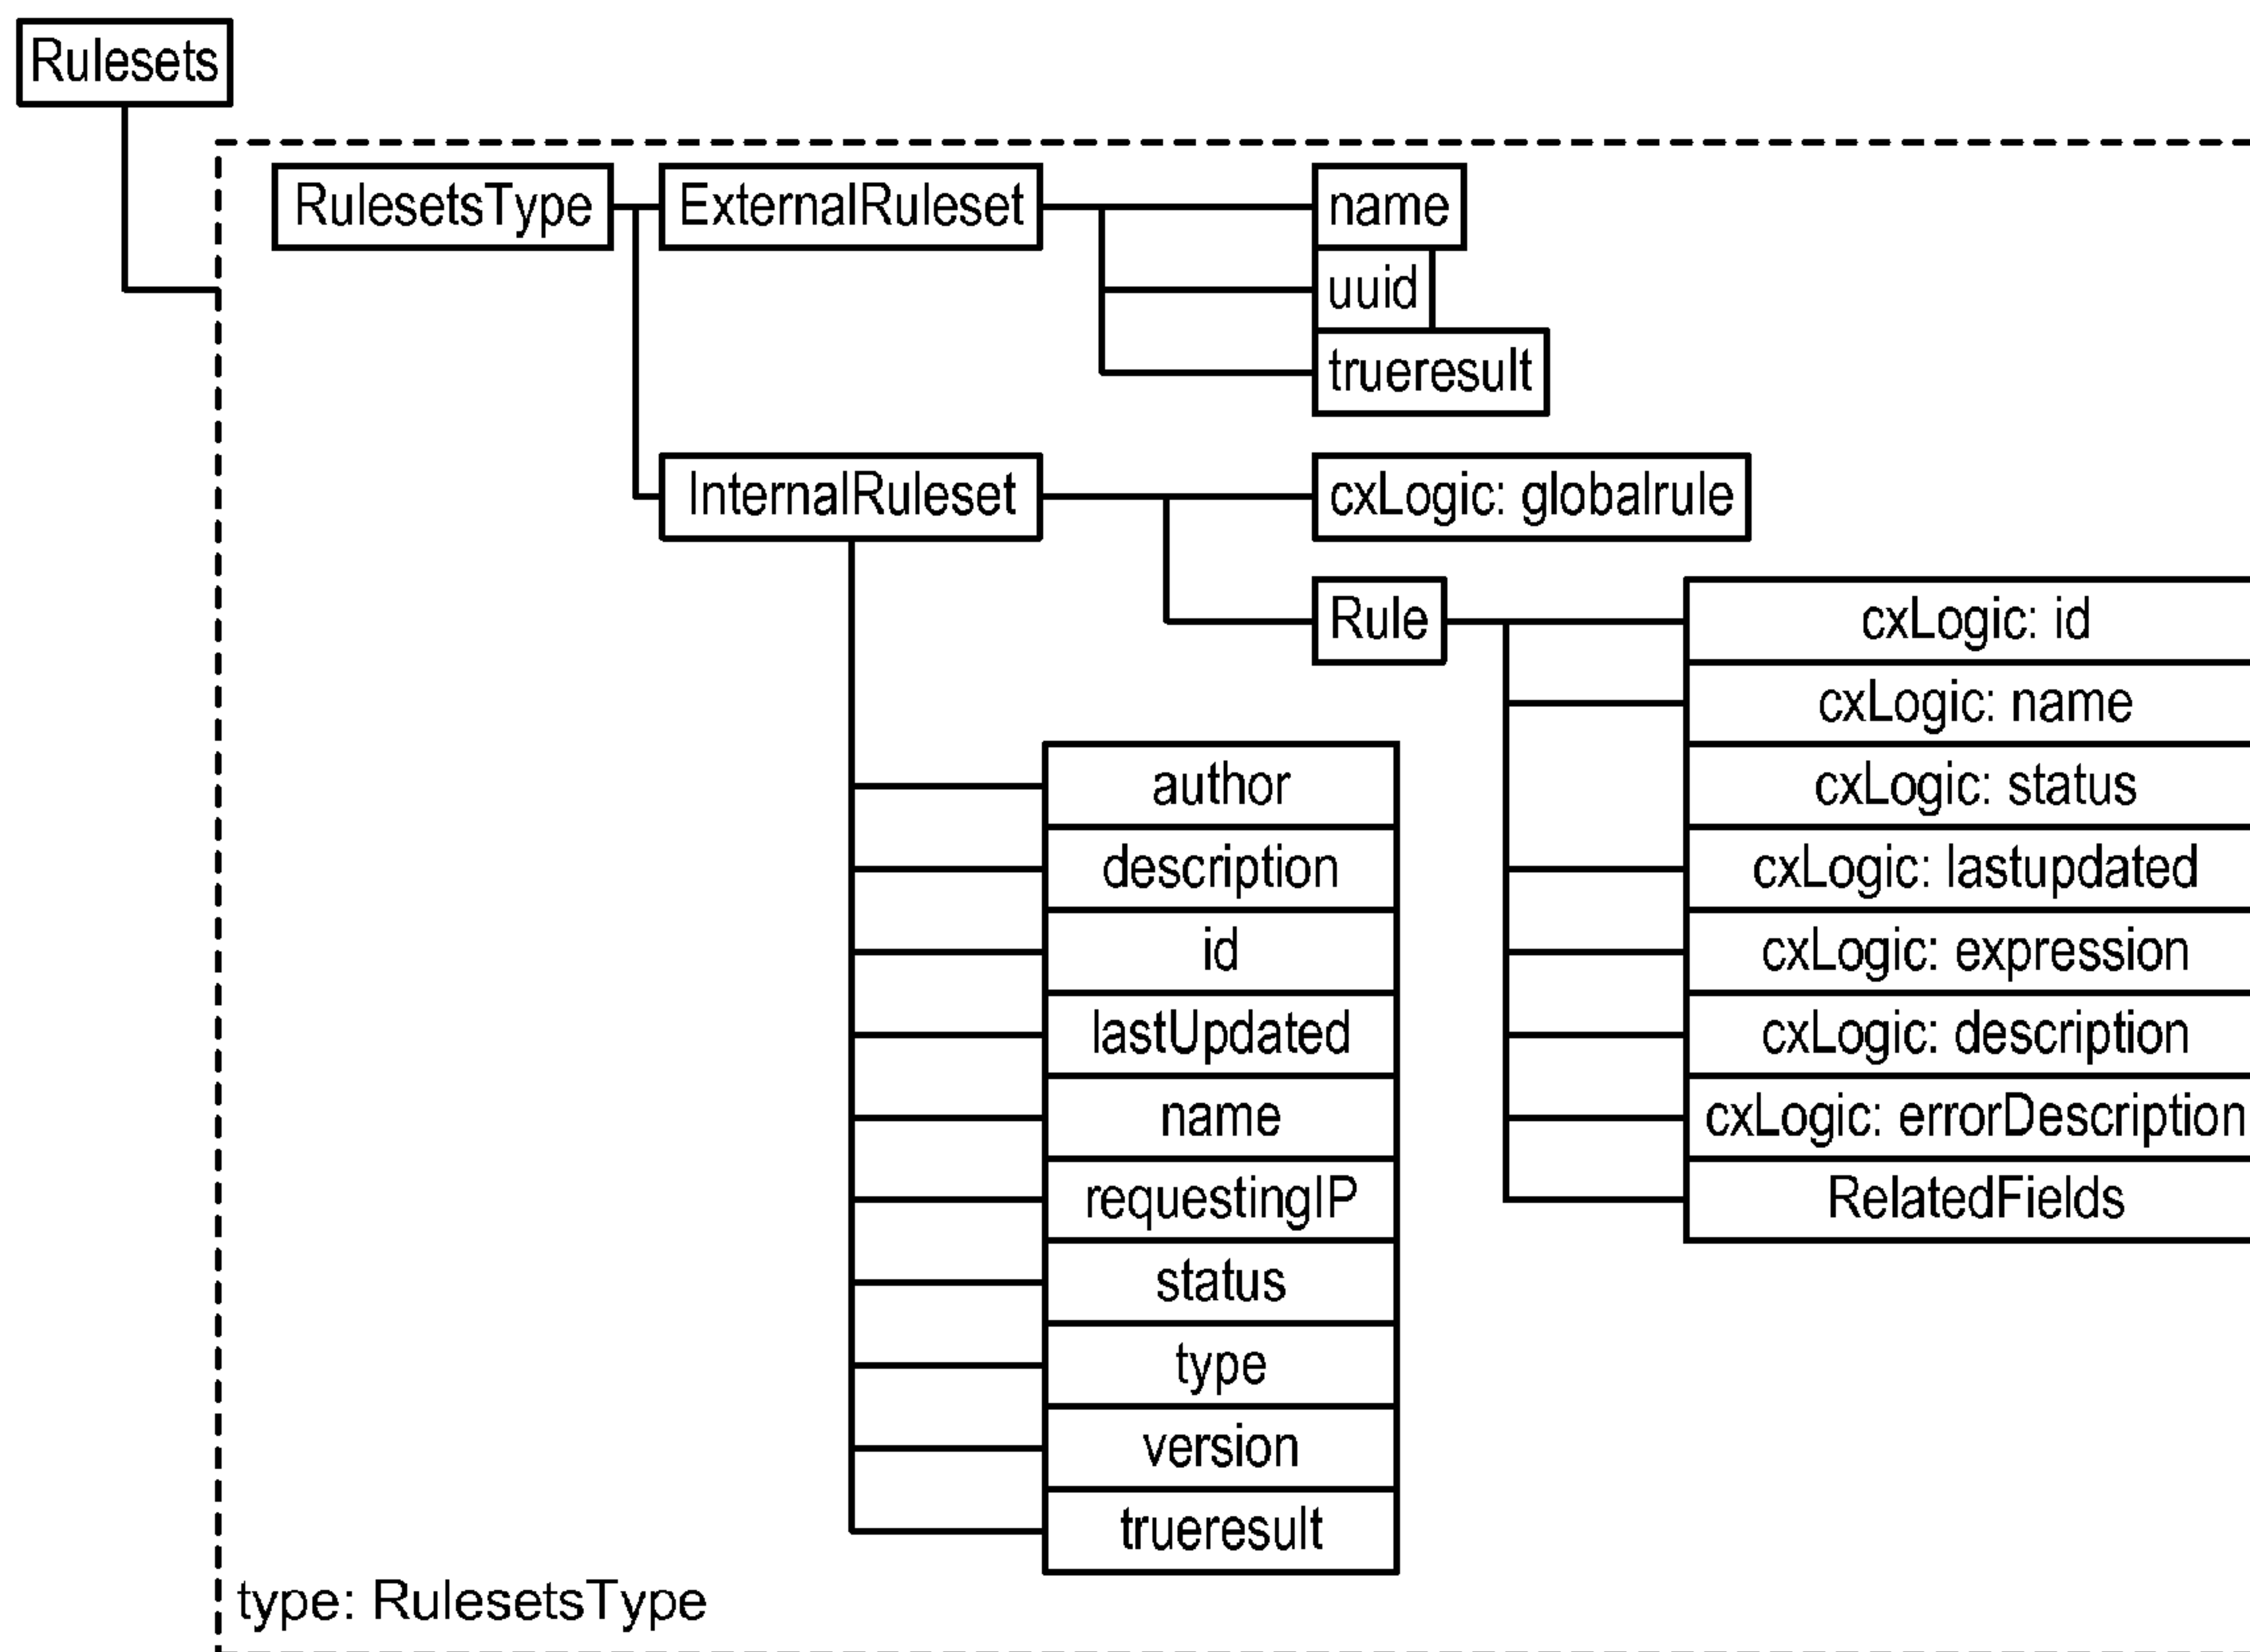 Rulesets
RulesetsType
ExternalRuleset
name
uuid
trueresult
InternalRuleset
cxLogic: globalrule
Rule
cxLogic: id
cxLogic: name
cxLogic: status
cxLogic: lastupdated
cxLogic: expression
cxLogic: description
cxLogic: errorDescription
RelatedFields
author
description
id
lastUpdated
name
requestingIP
status
type
version
trueresult
type: RulesetsType